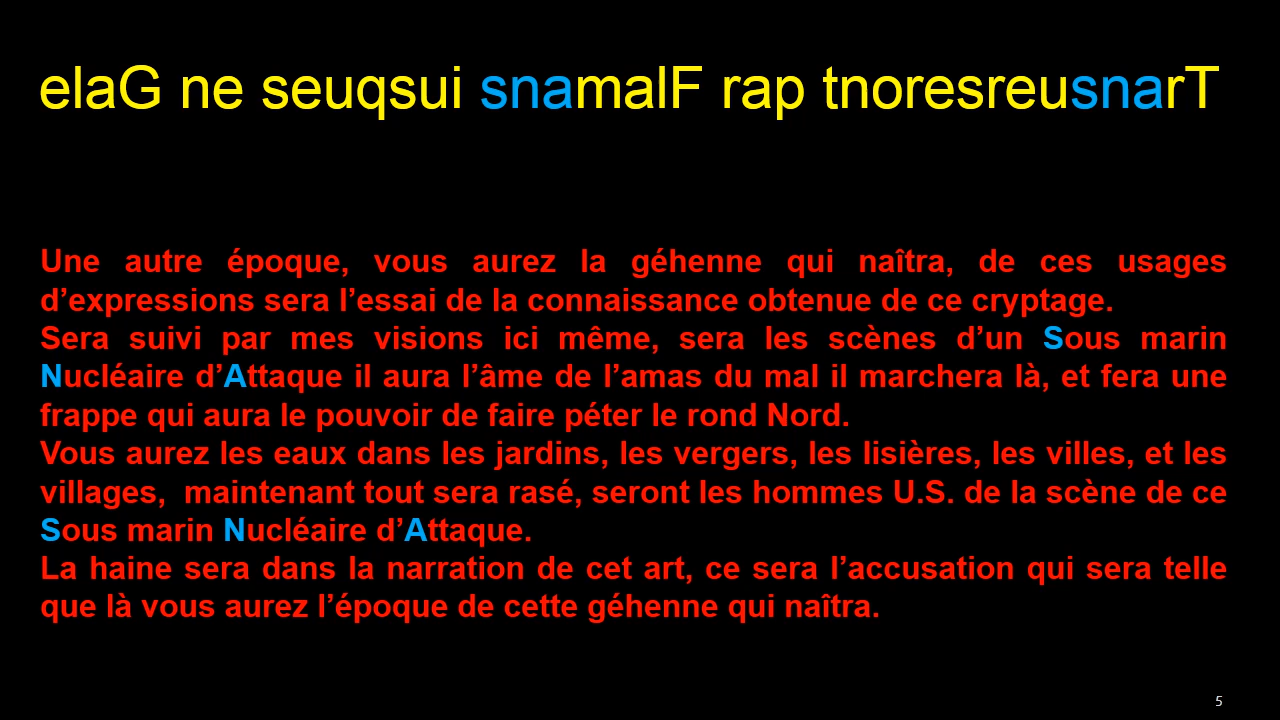 elaG ne seuqsui snamalF rap tnoresreusnarT
Une autre époque, vous aurez la géhenne qui naîtra, de ces usages
d’expressions sera l’essai de la connaissance obtenue de ce cryptage.
Sera suivi par mes visions ici même, sera les scènes d’un Sous marin
Nucléaire d’Attaque il aura l’âme de l’amas du mal il marchera là, et fera une
frappe qui aura le pouvoir de faire péter le rond Nord.
Vous aurez les eaux dans les jardins, les vergers, les lisières, les villes, et les
villages, maintenant tout sera rasé, seront les hommes U.S. de la scène de ce
Sous marin Nucléaire d’Attaque.
La haine sera dans la narration de cet art, ce sera l’accusation qui sera telle
que là vous aurez l’époque de cette géhenne qui naîtra.
5